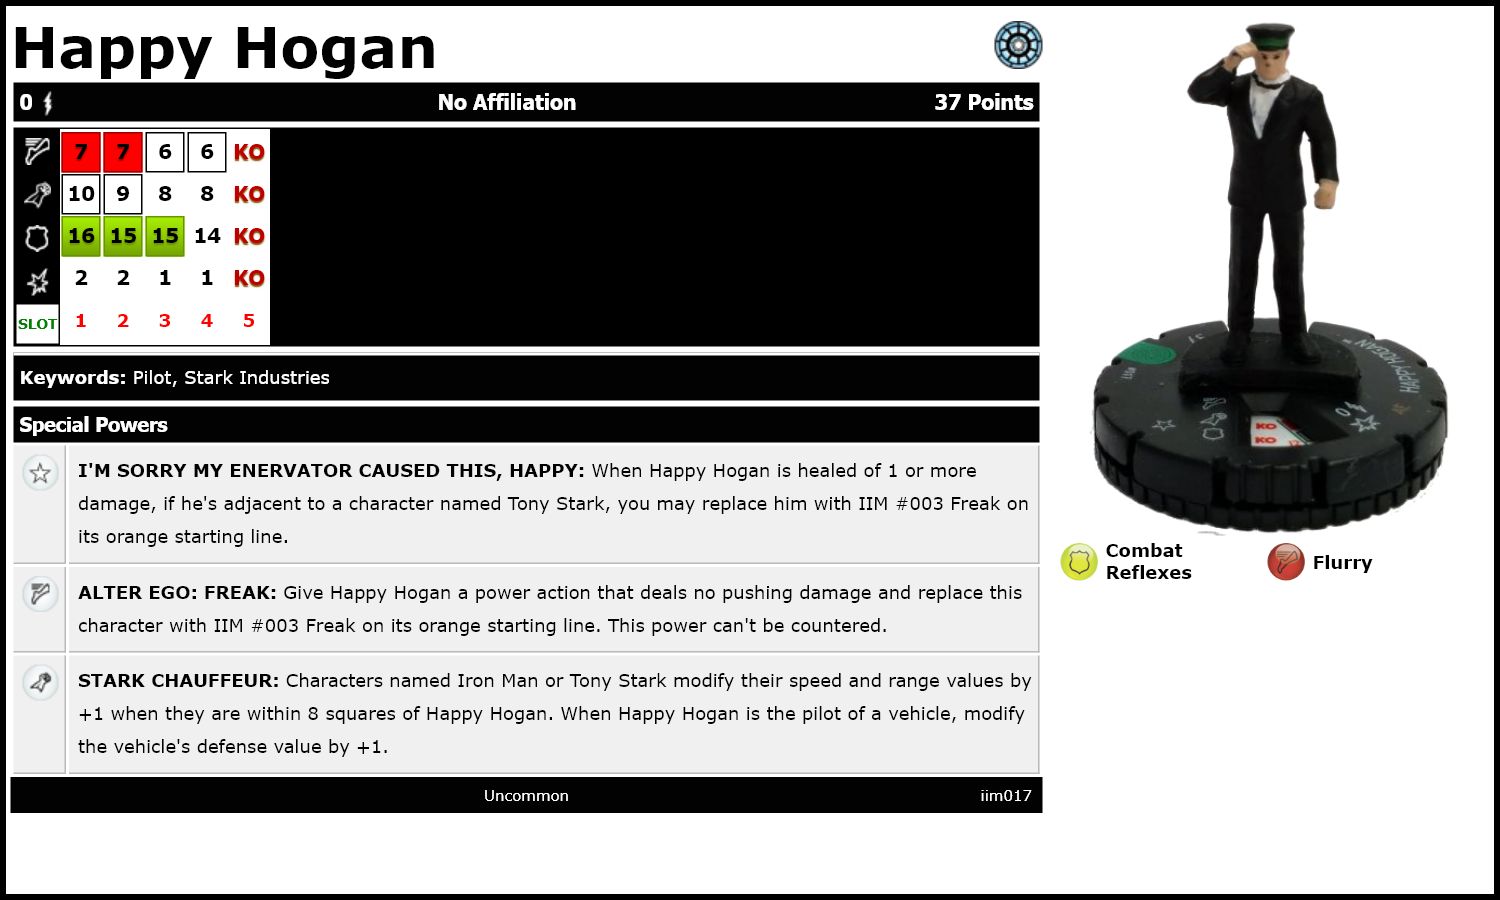 Happy Hogan
0 No Affiliation 37 Points
7 7 6 6 KO
10 9 8 8 KO
16 15 15 14 KO
2 2 1 1 KO
SLOT 1 2 3 4 5
Keywords: Pilot, Stark Industries
Special Powers
I'M SORRY MY ENERVATOR CAUSED THIS, HAPPY: When Happy Hogan is healed of 1 or more
damage, if he's adjacent to a character named Tony Stark, you may replace him with IIM #003 Freak on
its orange starting line.
ALTER EGO: FREAK: Give Happy Hogan a power action that deals no pushing damage and replace this
character with IIM #003 Freak on its orange starting line. This power can't be countered.
STARK CHAUFFEUR: Characters named Iron Man or Tony Stark modify their speed and range values by
+1 when they are within 8 squares of Happy Hogan. When Happy Hogan is the pilot of a vehicle, modify
the vehicle's defense value by +1.
Uncommon iim017
37
#017
HAPPY HOGAN
0
KO
KO
Combat
Reflexes
Flurry